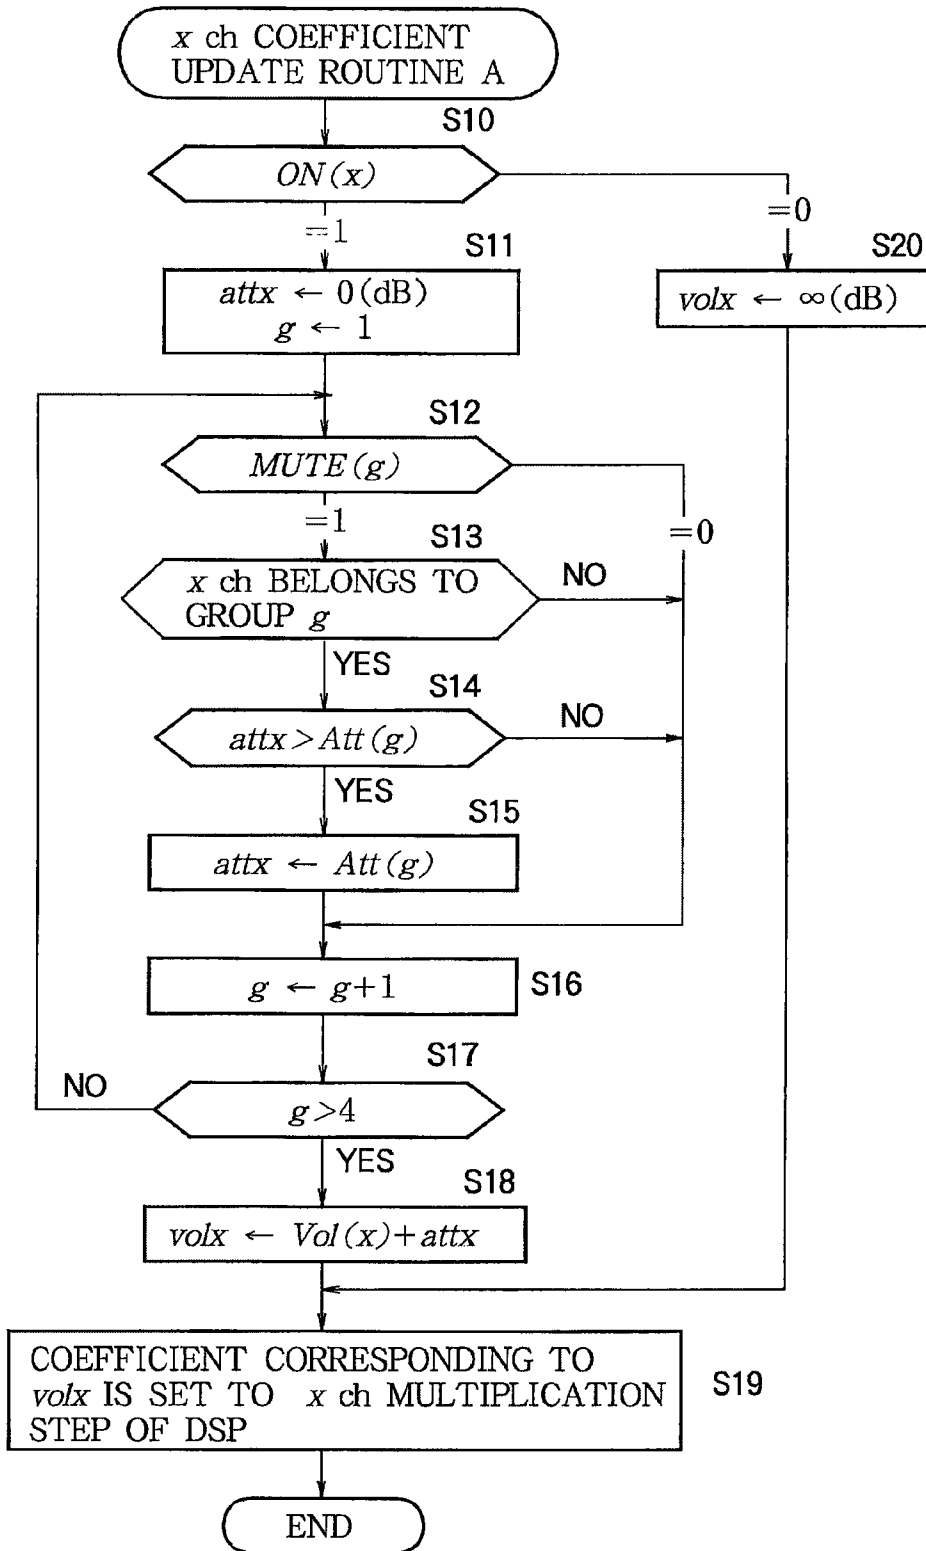 x ch COEFFICIENT
UPDATE ROUTINE A
S10
ON(x)
=1
=0
S11
attx ← 0(dB)
g ← 1
S20
volx ← ∞(dB)
S12
MUTE(g)
=1
=0
S13
x ch BELONGS TO
GROUP g
NO
YES
S14
attx>Att(g)
NO
YES
S15
attx ← Att(g)
g ← g+1
S16
S17
NO
g>4
YES
S18
volx ← Vol(x)+attx
COEFFICIENT CORRESPONDING TO
volx IS SET TO x ch MULTIPLICATION
STEP OF DSP
S19
END